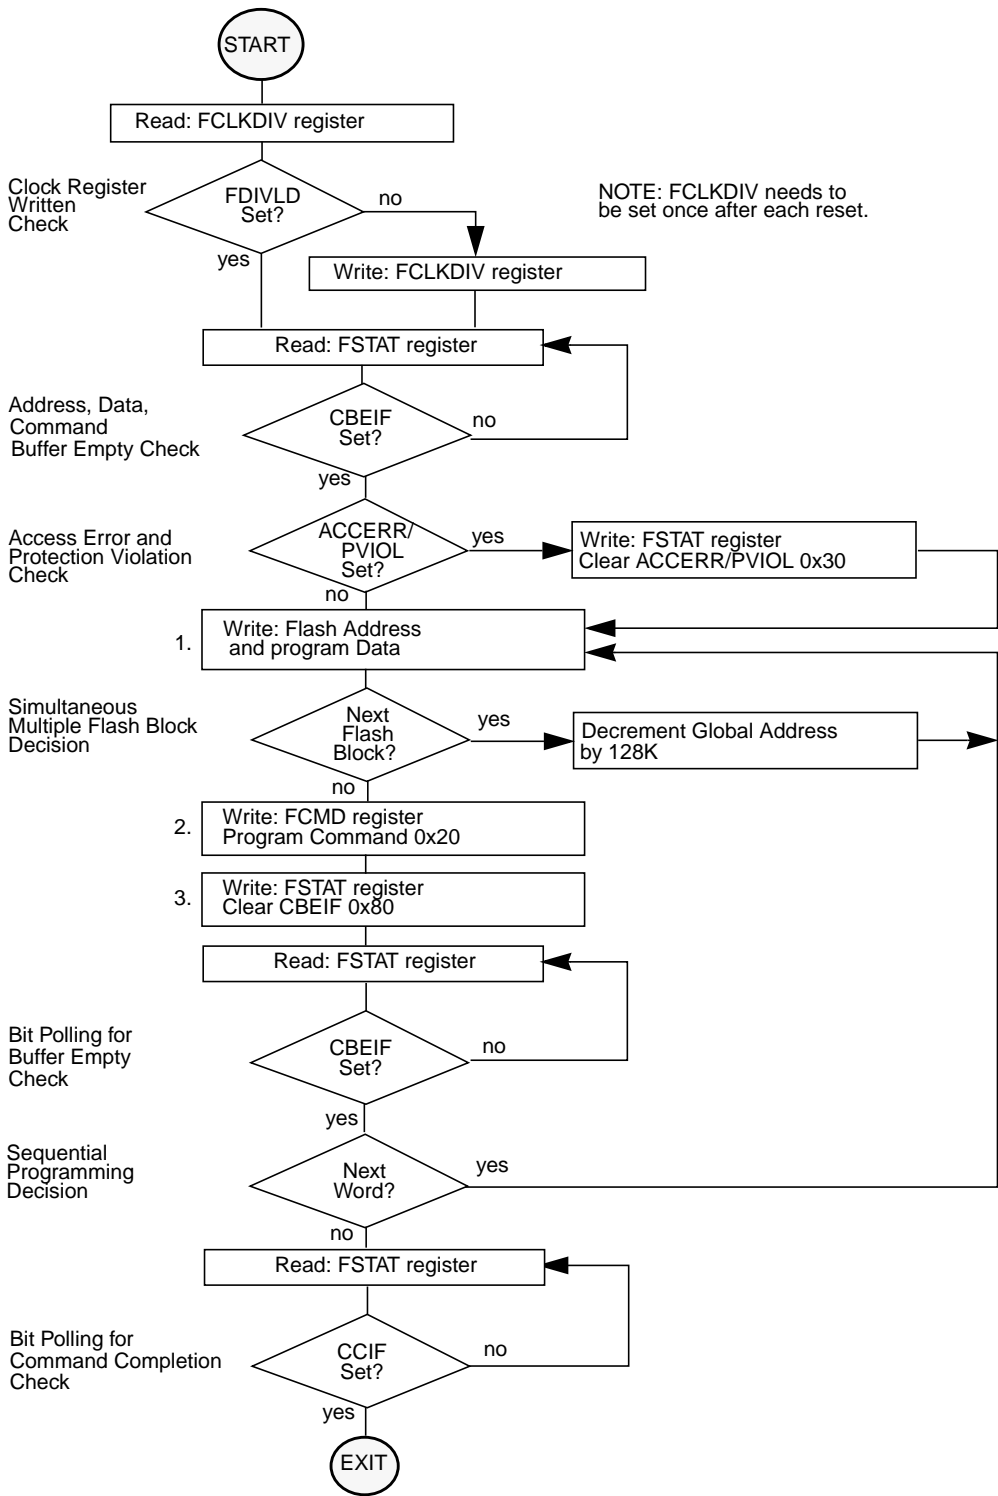 START
Read: FCLKDIV register
Clock Register
Written
Check
FDIVLD
Set?
no
NOTE: FCLKDIV needs to
be set once after each reset.
yes
Write: FCLKDIV register
Read: FSTAT register
Address, Data,
Command
Buffer Empty Check
CBEIF
Set?
no
yes
Access Error and
Protection Violation
Check
ACCERR/
PVIOL
Set?
yes
Write: FSTAT register
Clear ACCERR/PVIOL 0x30
no
1.
Write: Flash Address
and program Data
Simultaneous
Multiple Flash Block
Decision
Next
Flash
Block?
yes
Decrement Global Address
by 128K
no
2.
Write: FCMD register
Program Command 0x20
3.
Write: FSTAT register
Clear CBEIF 0x80
Read: FSTAT register
Bit Polling for
Buffer Empty
Check
CBEIF
Set?
no
yes
Sequential
Programming
Decision
Next
Word?
yes
no
Read: FSTAT register
Bit Polling for
Command Completion
Check
CCIF
Set?
no
yes
EXIT